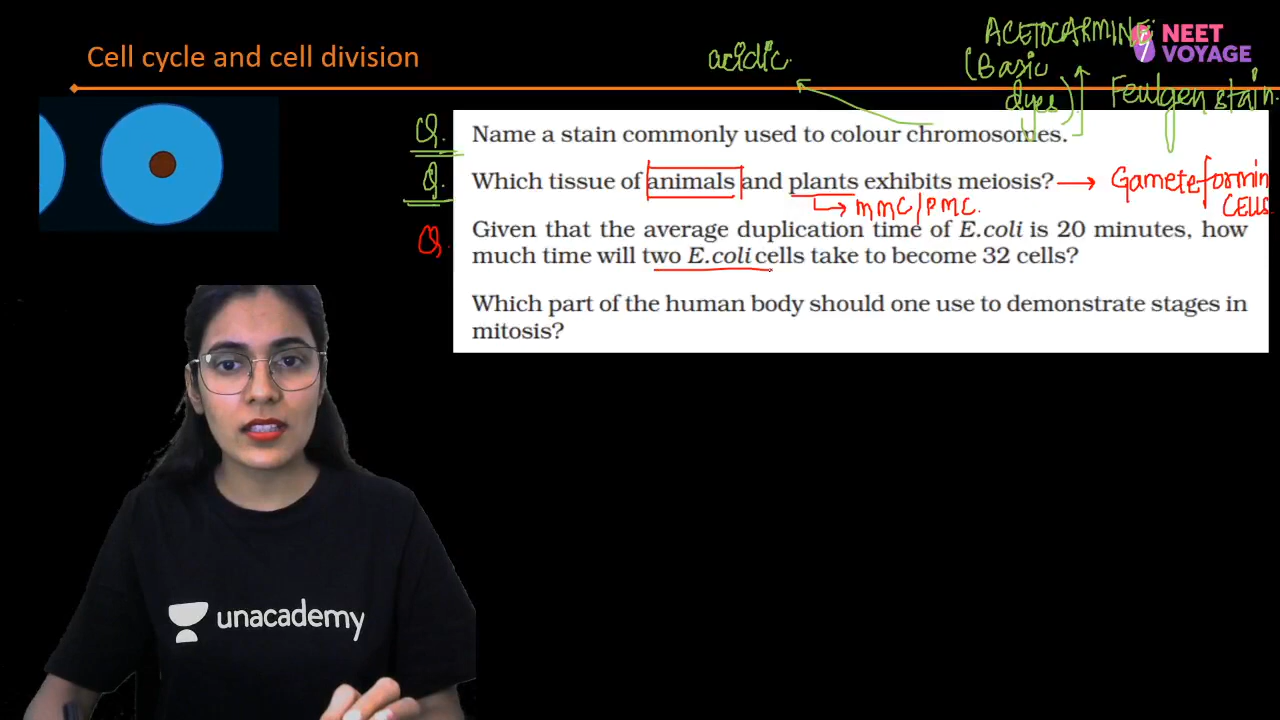 Cell cycle and cell division
ACETOCARMINE
NEET
VOYAGE
acidic
(Basic
dyes)
Feulgen stain.
Q. Name a stain commonly used to colour chromosomes.
Q. Which tissue of animals and plants exhibits meiosis? → Gamete formin
CELLS
→ MMC/PMC.
Q. Given that the average duplication time of E.coli is 20 minutes, how
much time will two E.coli cells take to become 32 cells?
Which part of the human body should one use to demonstrate stages in
mitosis?
unacademy